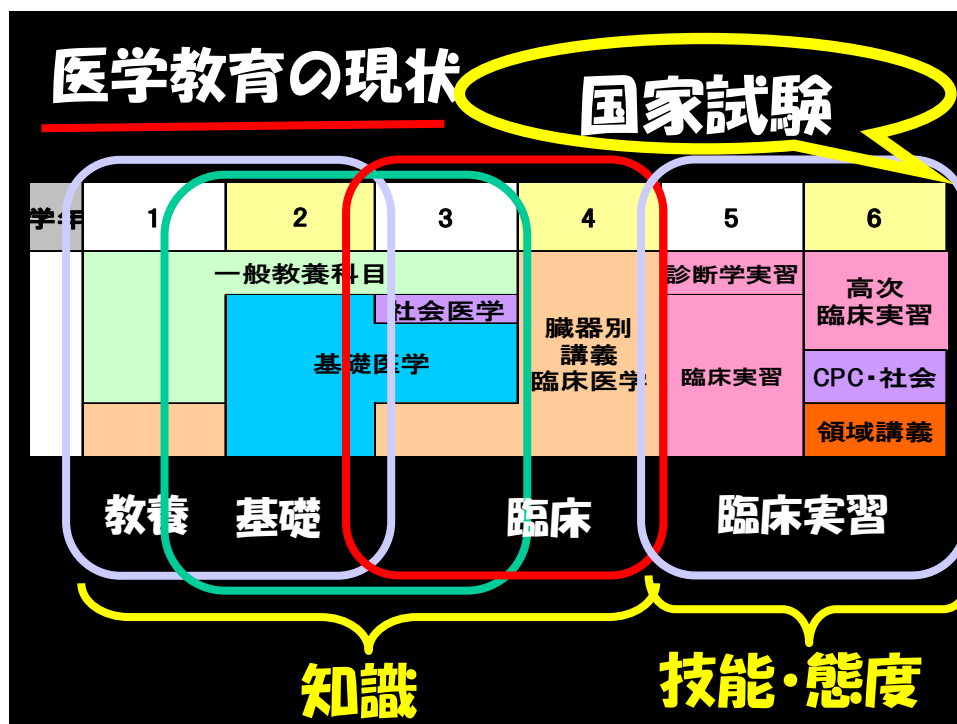 医学教育の現状
国家試験
学年 1 2 3 4 5 6
一般教養科目
診断学実習
社会医学
高次
臨床実習
臓器別
講義
臨床医学
基礎医学
臨床実習
CPC・社会
領域講義
教養 基礎 臨床 臨床実習
知識
技能・態度